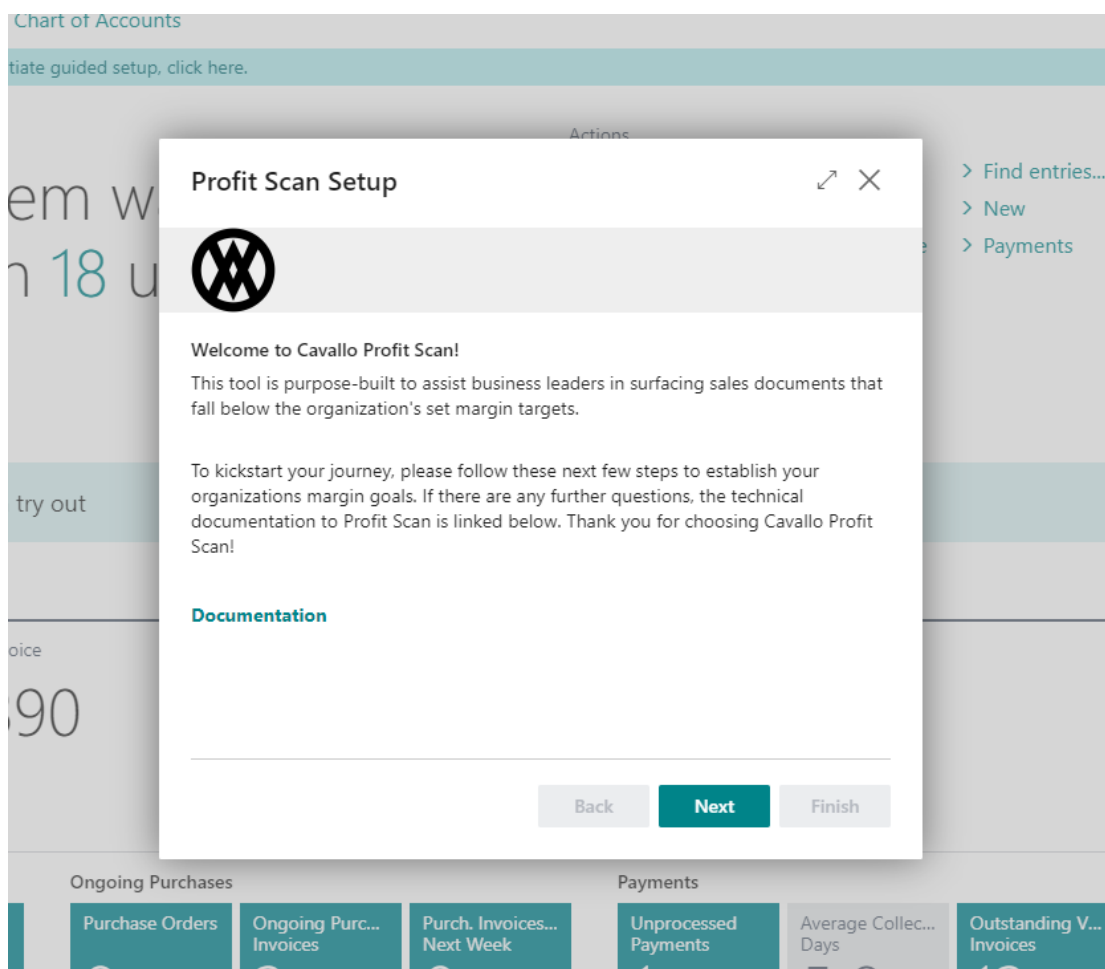 Chart of Accounts
tiate guided setup, click here.
Actions
em w
n 18 u
> Find entries...
> New
> Payments
Profit Scan Setup
Welcome to Cavallo Profit Scan!
This tool is purpose-built to assist business leaders in surfacing sales documents that
fall below the organization's set margin targets.
To kickstart your journey, please follow these next few steps to establish your
organizations margin goals. If there are any further questions, the technical
documentation to Profit Scan is linked below. Thank you for choosing Cavallo Profit
Scan!
Documentation
try out
oice
390
Back Next Finish
Ongoing Purchases
Payments
Purchase Orders
Ongoing Purc...
Invoices
Purch. Invoices...
Next Week
Unprocessed
Payments
Average Collec...
Days
Outstanding V...
Invoices